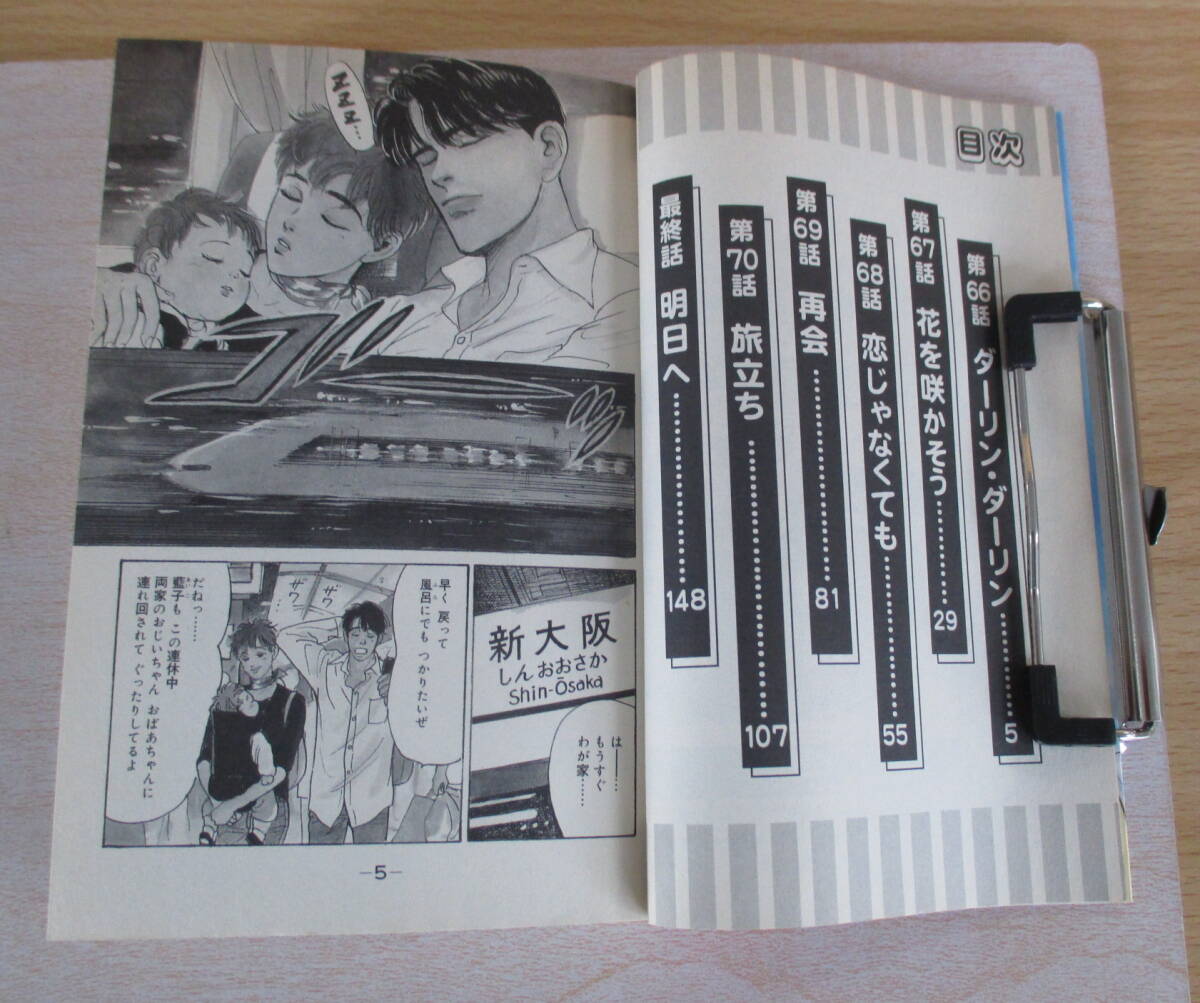 目次
第66話 ダーリン・ダーリン……………5
第67話 花を咲かそう……………29
第68話 恋じゃなくても……………55
第69話 再会……………81
第70話 旅立ち……………107
最終話 明日へ……………148
ZZZ…
新大阪
しんおおさか
Shin-Ōsaka
はーー…
もうすぐ
わが家……
早く 戻って
風呂にでも つかりたいぜ
ザワ
ザワ…
だねっ……
藍子も この連休中
両家のおじいちゃん おばあちゃんに
連れ回されて ぐったりしてるよ
—5—